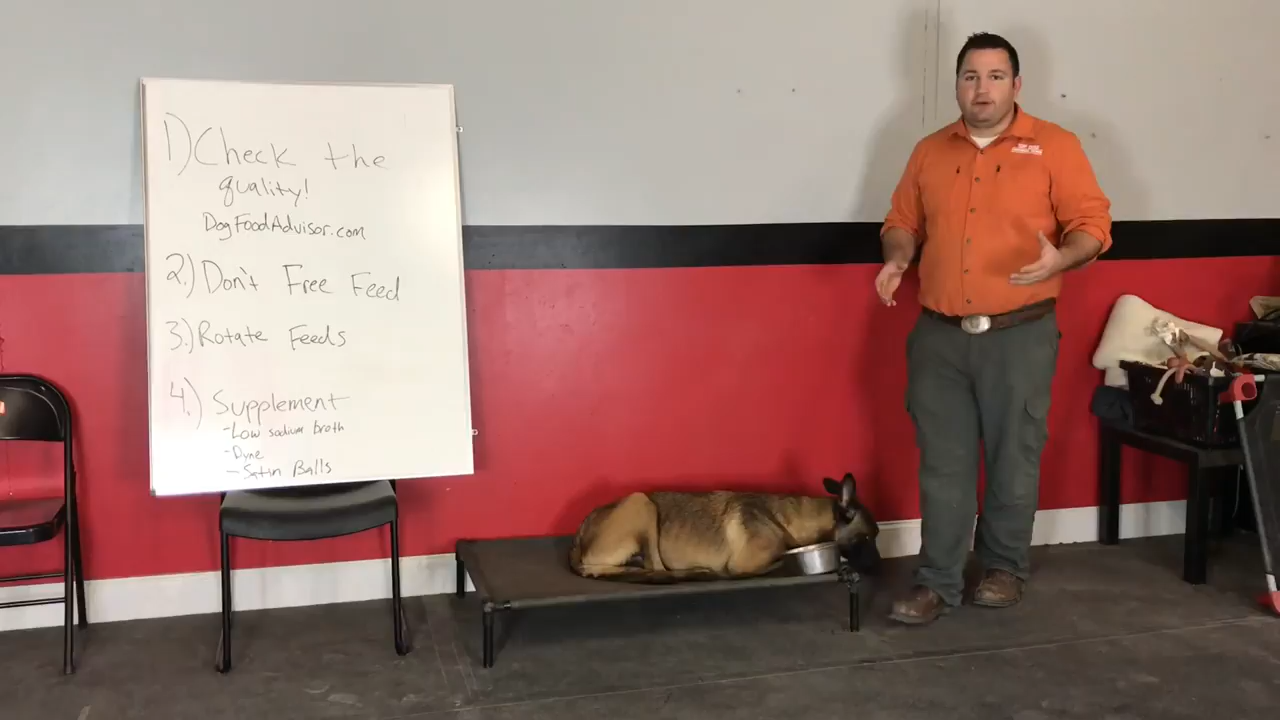 1) Check the
quality!
DogFoodAdvisor.com
2.) Don't Free Feed
3.) Rotate Feeds
4.) Supplement
- Low sodium broth
- Dyne
- Satin Balls